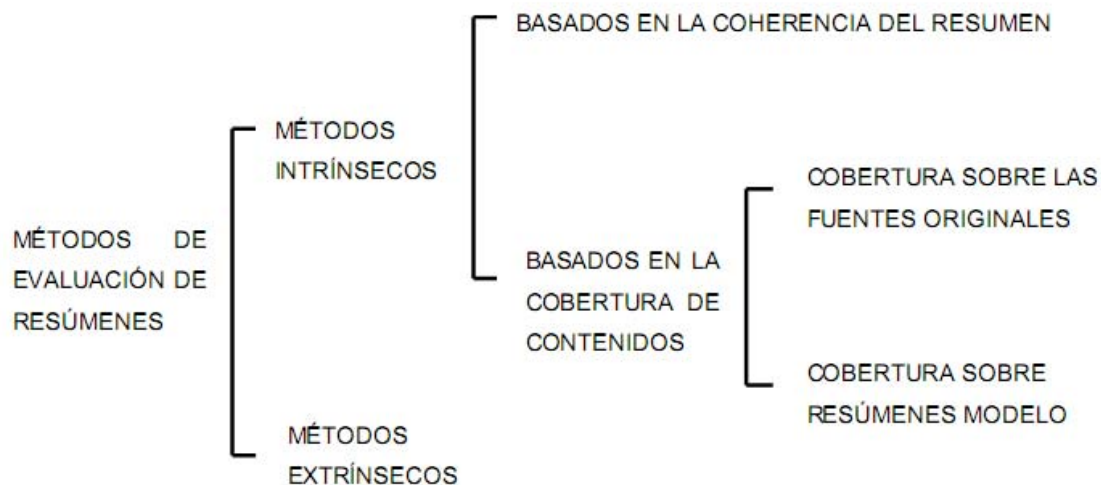 BASADOS EN LA COHERENCIA DEL RESUMEN
MÉTODOS
INTRÍNSECOS
COBERTURA SOBRE LAS
FUENTES ORIGINALES
MÉTODOS DE
EVALUACIÓN DE
RESÚMENES
BASADOS EN LA
COBERTURA DE
CONTENIDOS
COBERTURA SOBRE
RESÚMENES MODELO
MÉTODOS
EXTRÍNSECOS